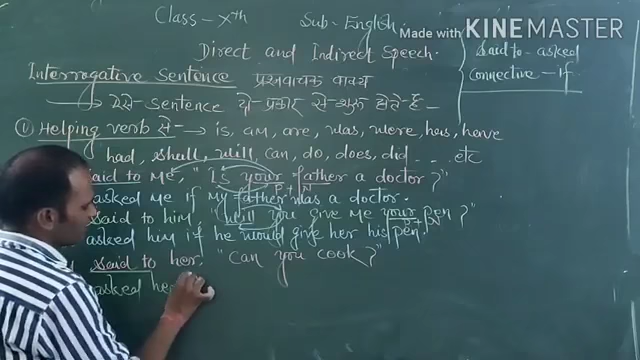 Class - Xth Sub - English
Made with KINEMASTER
Direct and Indirect Speech.
said to - asked
Connective - if
Interrogative Sentence प्रश्नवाचक वाक्य
→ ऐसे Sentence दो प्रकार से शुरू होते हैं -
① Helping verb से → is, am, are, was, were, has, have
had, shall, will can, do, does, did .... etc
said to me, "Is your father a doctor?"
P+N
asked me if my father was a doctor.
said to him, "will you give me your pen?"
P+N
asked him if he would give her his pen.
said to her, "Can you cook?"
asked her